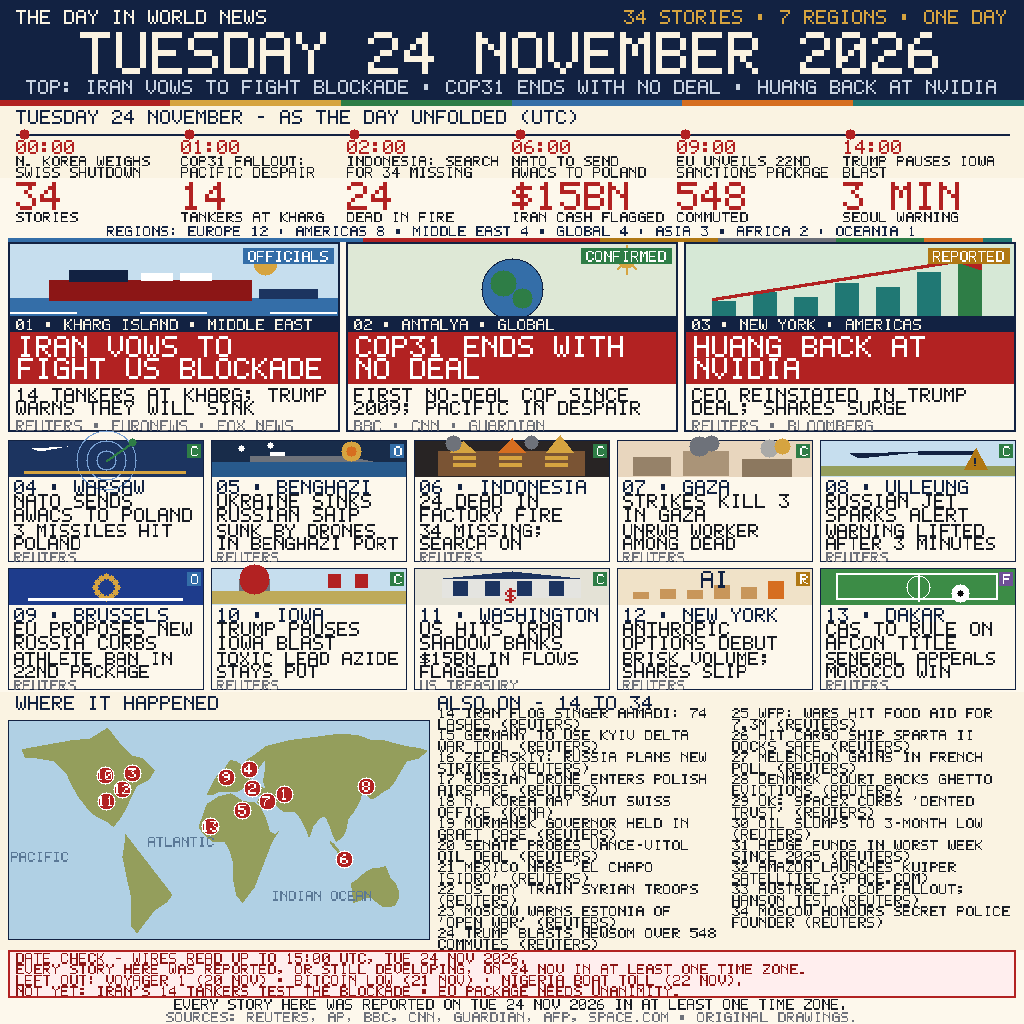 THE DAY IN WORLD NEWS
34 STORIES • 7 REGIONS • ONE DAY
TUESDAY 24 NOVEMBER 2026
TOP: IRAN VOWS TO FIGHT BLOCKADE • COP31 ENDS WITH NO DEAL • HUANG BACK AT NVIDIA
TUESDAY 24 NOVEMBER - AS THE DAY UNFOLDED (UTC)
00:00
N. KOREA WEIGHS
SWISS SHUTDOWN
01:00
COP31 FALLOUT:
PACIFIC DESPAIR
02:00
INDONESIA: SEARCH
FOR 34 MISSING
06:00
NATO TO SEND
AWACS TO POLAND
09:00
EU UNVEILS 22ND
SANCTIONS PACKAGE
14:00
TRUMP PAUSES IOWA
BLAST
34
STORIES
14
TANKERS AT KHARG
24
DEAD IN FIRE
$15BN
IRAN CASH FLAGGED
548
COMMUTED
3 MIN
SEOUL WARNING
REGIONS: EUROPE 12 • AMERICAS 8 • MIDDLE EAST 4 • GLOBAL 4 • ASIA 3 • AFRICA 2 • OCEANIA 1
OFFICIALS
01 • KHARG ISLAND • MIDDLE EAST
IRAN VOWS TO
FIGHT US BLOCKADE
14 TANKERS AT KHARG; TRUMP
WARNS THEY WILL SINK
REUTERS • EURONEWS • FOX NEWS
CONFIRMED
02 • ANTALYA • GLOBAL
COP31 ENDS WITH
NO DEAL
FIRST NO-DEAL COP SINCE
2009; PACIFIC IN DESPAIR
BBC • CNN • GUARDIAN
REPORTED
03 • NEW YORK • AMERICAS
HUANG BACK AT
NVIDIA
CEO REINSTATED IN TRUMP
DEAL; SHARES SURGE
REUTERS • BLOOMBERG
C
04 • WARSAW
NATO SENDS
AWACS TO POLAND
3 MISSILES HIT
POLAND
REUTERS
O
05 • BENGHAZI
UKRAINE SINKS
RUSSIAN SHIP
SUNK BY DRONES
IN BENGHAZI PORT
REUTERS
C
06 • INDONESIA
24 DEAD IN
FACTORY FIRE
34 MISSING;
SEARCH ON
REUTERS
C
07 • GAZA
STRIKES KILL 3
IN GAZA
UNRWA WORKER
AMONG DEAD
REUTERS
C
08 • ULLEUNG
RUSSIAN JET
SPARKS ALERT
WARNING LIFTED
AFTER 3 MINUTES
REUTERS
O
09 • BRUSSELS
EU PROPOSES NEW
RUSSIA CURBS
ATHLETE BAN IN
22ND PACKAGE
REUTERS
C
10 • IOWA
TRUMP PAUSES
IOWA BLAST
TOXIC LEAD AZIDE
STAYS PUT
REUTERS
C
$
11 • WASHINGTON
US HITS IRAN
SHADOW BANKS
$15BN IN FLOWS
FLAGGED
US TREASURY
R
AI
12 • NEW YORK
ANTHROPIC
OPTIONS DEBUT
BRISK VOLUME;
SHARES SLIP
REUTERS
F
13 • DAKAR
CAS TO RULE ON
AFCON TITLE
SENEGAL APPEALS
MOROCCO WIN
REUTERS
WHERE IT HAPPENED
PACIFIC
ATLANTIC
INDIAN OCEAN
10
3
12
11
9
4
2
7
1
5
13
8
6
ALSO ON - 14 TO 34
14 IRAN FLOG SINGER AHMADI: 74
LASHES (REUTERS)
15 GERMANY TO USE KYIV DELTA
WAR TOOL (REUTERS)
16 ZELENSKIY: RUSSIA PLANS NEW
STRIKES (REUTERS)
17 RUSSIAN DRONE ENTERS POLISH
AIRSPACE (REUTERS)
18 N. KOREA MAY SHUT SWISS
OFFICE (KCNA)
19 MURMANSK GOVERNOR HELD IN
GRAFT CASE (REUTERS)
20 SENATE PROBES VANCE-VITOL
OIL DEAL (REUTERS)
21 MEXICO NABS 'EL CHAPO
ISIDRO' (REUTERS)
22 US MAY TRAIN SYRIAN TROOPS
(REUTERS)
23 MOSCOW WARNS ESTONIA OF
'OPEN WAR' (REUTERS)
24 TRUMP BLASTS NEWSOM OVER 548
COMMUTES (REUTERS)
25 WFP: WARS HIT FOOD AID FOR
7.3M (REUTERS)
26 HIT CARGO SHIP SPARTA II
DOCKS SAFE (REUTERS)
27 MELENCHON GAINS IN FRENCH
POLL (REUTERS)
28 DENMARK COURT BACKS GHETTO
EVICTIONS (REUTERS)
29 UK: SPACEX CURBS 'DENTED
TRUST' (REUTERS)
30 OIL SLUMPS TO 3-MONTH LOW
(REUTERS)
31 HEDGE FUNDS IN WORST WEEK
SINCE 2025 (REUTERS)
32 AMAZON LAUNCHES KUIPER
SATELLITES (SPACE.COM)
33 AUSTRALIA: COP FALLOUT;
HANSON TEST (REUTERS)
34 MOSCOW HONOURS SECRET POLICE
FOUNDER (REUTERS)
DATE CHECK - WIRES READ UP TO 15:00 UTC, TUE 24 NOV 2026.
EVERY STORY HERE WAS REPORTED, OR STILL DEVELOPING, ON 24 NOV IN AT LEAST ONE TIME ZONE.
LEFT OUT: VOYAGER 1 (20 NOV) • BITCOIN LOW (21 NOV) • NIGERIA BOAT TOLL (22 NOV).
NOT YET: IRAN'S 14 TANKERS TEST THE BLOCKADE • EU PACKAGE NEEDS UNANIMITY.
EVERY STORY HERE WAS REPORTED ON TUE 24 NOV 2026 IN AT LEAST ONE TIME ZONE.
SOURCES: REUTERS, AP, BBC, CNN, GUARDIAN, AFP, SPACE.COM • ORIGINAL DRAWINGS.